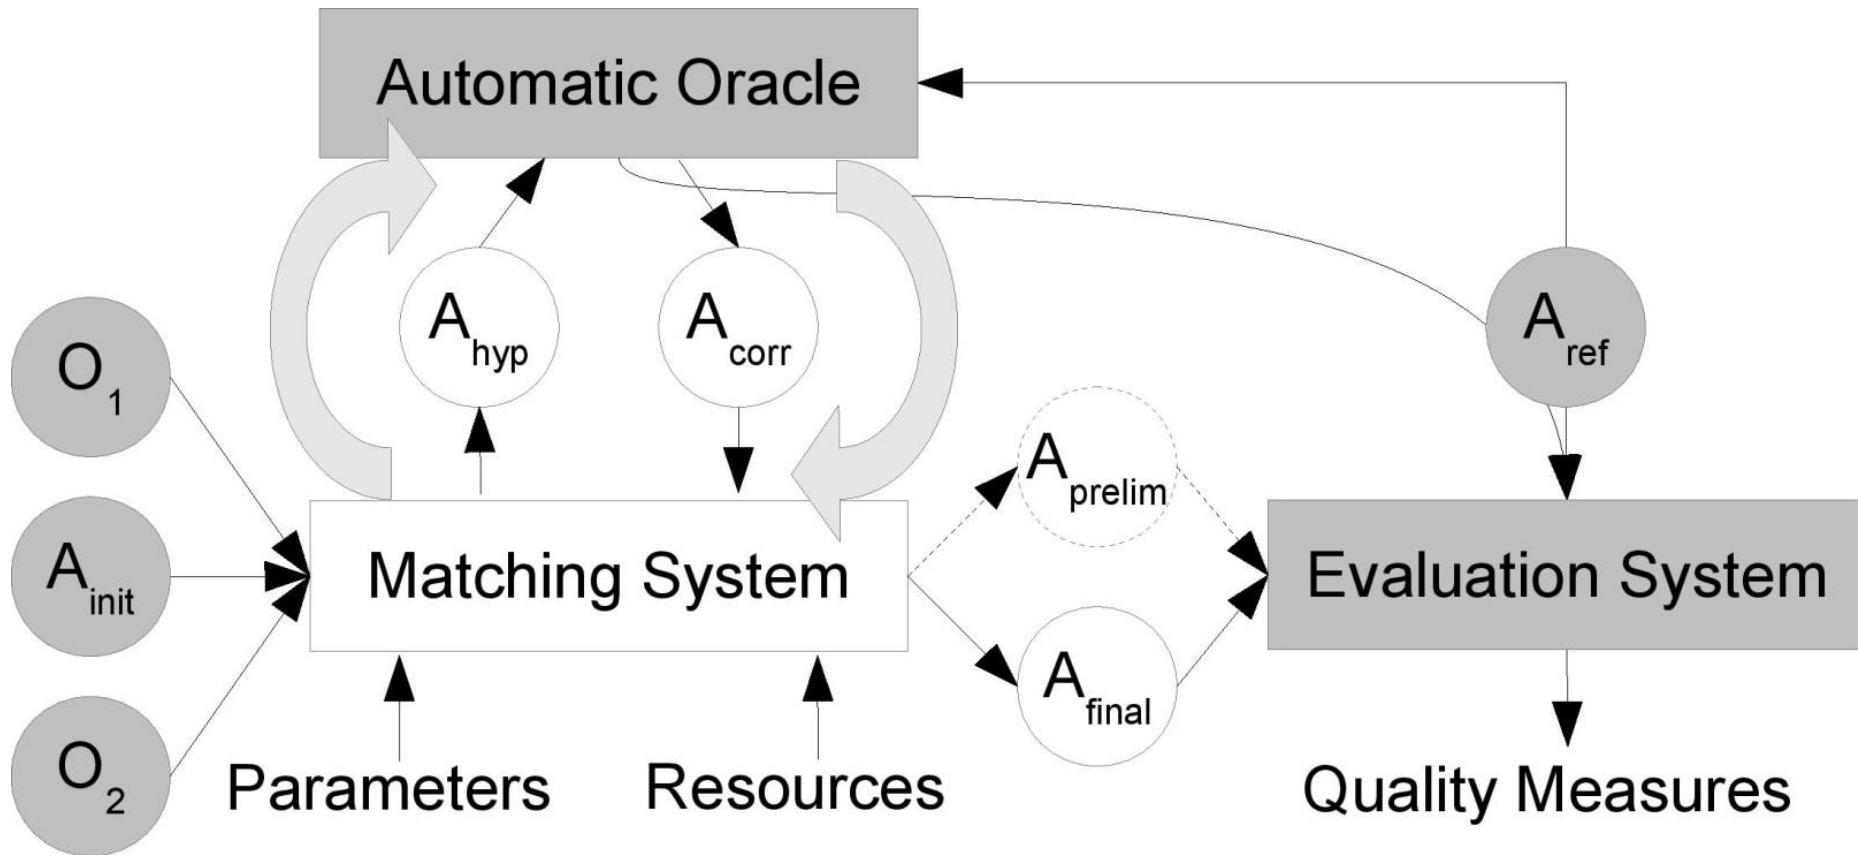 Automatic Oracle
A hyp
A corr
A ref
O 1
A prelim
A init
Matching System
Evaluation System
A final
O 2
Parameters
Resources
Quality Measures